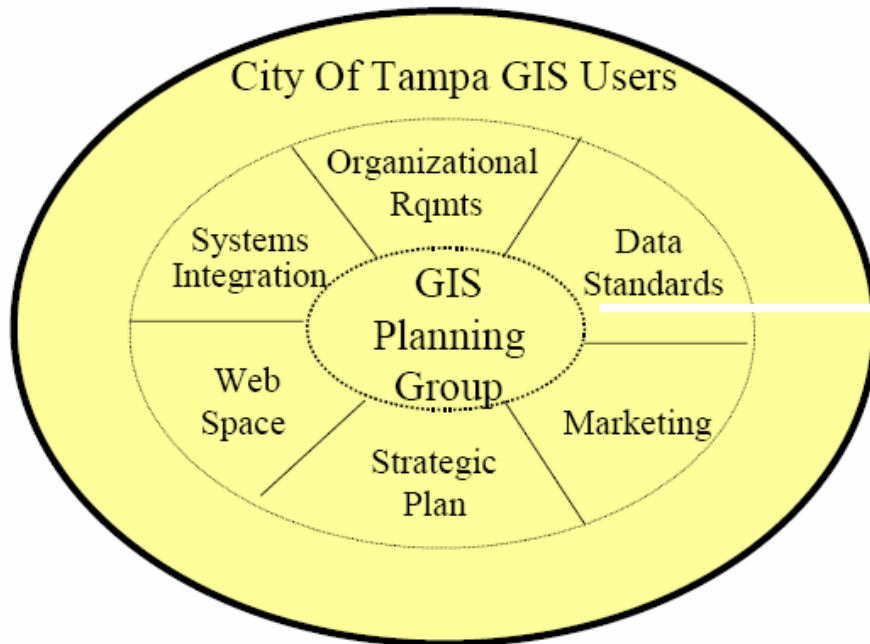 City Of Tampa GIS Users
Organizational
Rqmts
Systems
Integration
Data
Standards
GIS
Planning
Group
Web
Space
Marketing
Strategic
Plan